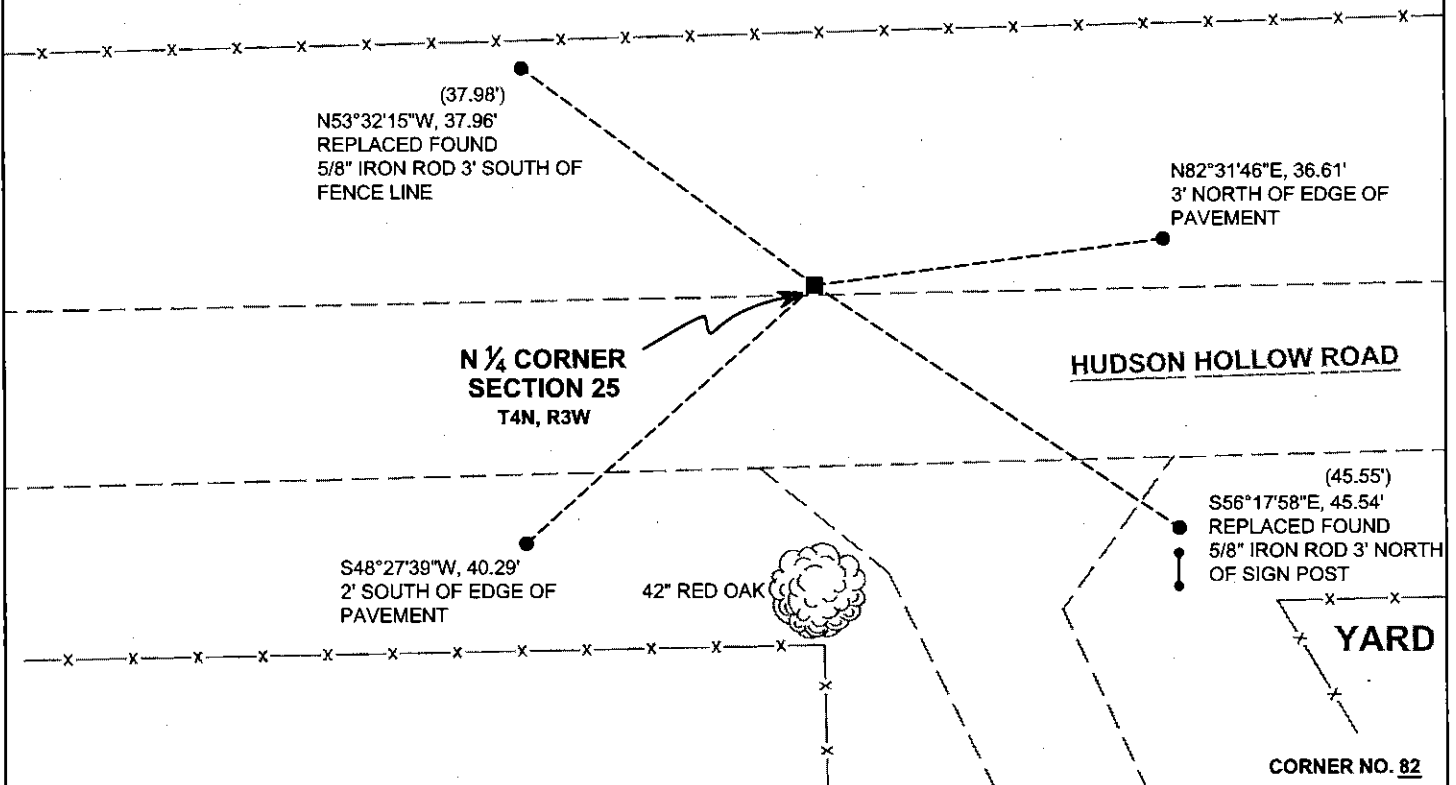 (37.98')
N53°32'15"W, 37.96'
REPLACED FOUND
5/8" IRON ROD 3' SOUTH OF
FENCE LINE
N82°31'46"E, 36.61'
3' NORTH OF EDGE OF
PAVEMENT
N 1/4 CORNER
SECTION 25
T4N, R3W
HUDSON HOLLOW ROAD
(45.55')
S56°17'58"E, 45.54'
REPLACED FOUND
5/8" IRON ROD 3' NORTH
OF SIGN POST
S48°27'39"W, 40.29'
2' SOUTH OF EDGE OF
PAVEMENT
42" RED OAK
YARD
CORNER NO. 82